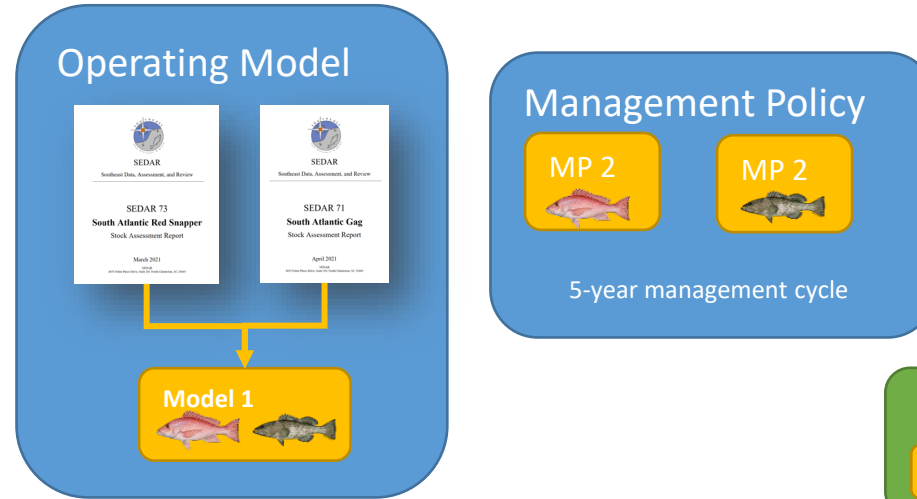 Operating Model
SEDAR
Southeast Data, Assessment, and Review
SEDAR 73
South Atlantic Red Snapper
Stock Assessment Report
March 2021
SEDAR
SEDAR
Southeast Data, Assessment, and Review
SEDAR 71
South Atlantic Gag
Stock Assessment Report
April 2021
SEDAR
Model 1
Management Policy
MP 2
MP 2
5-year management cycle